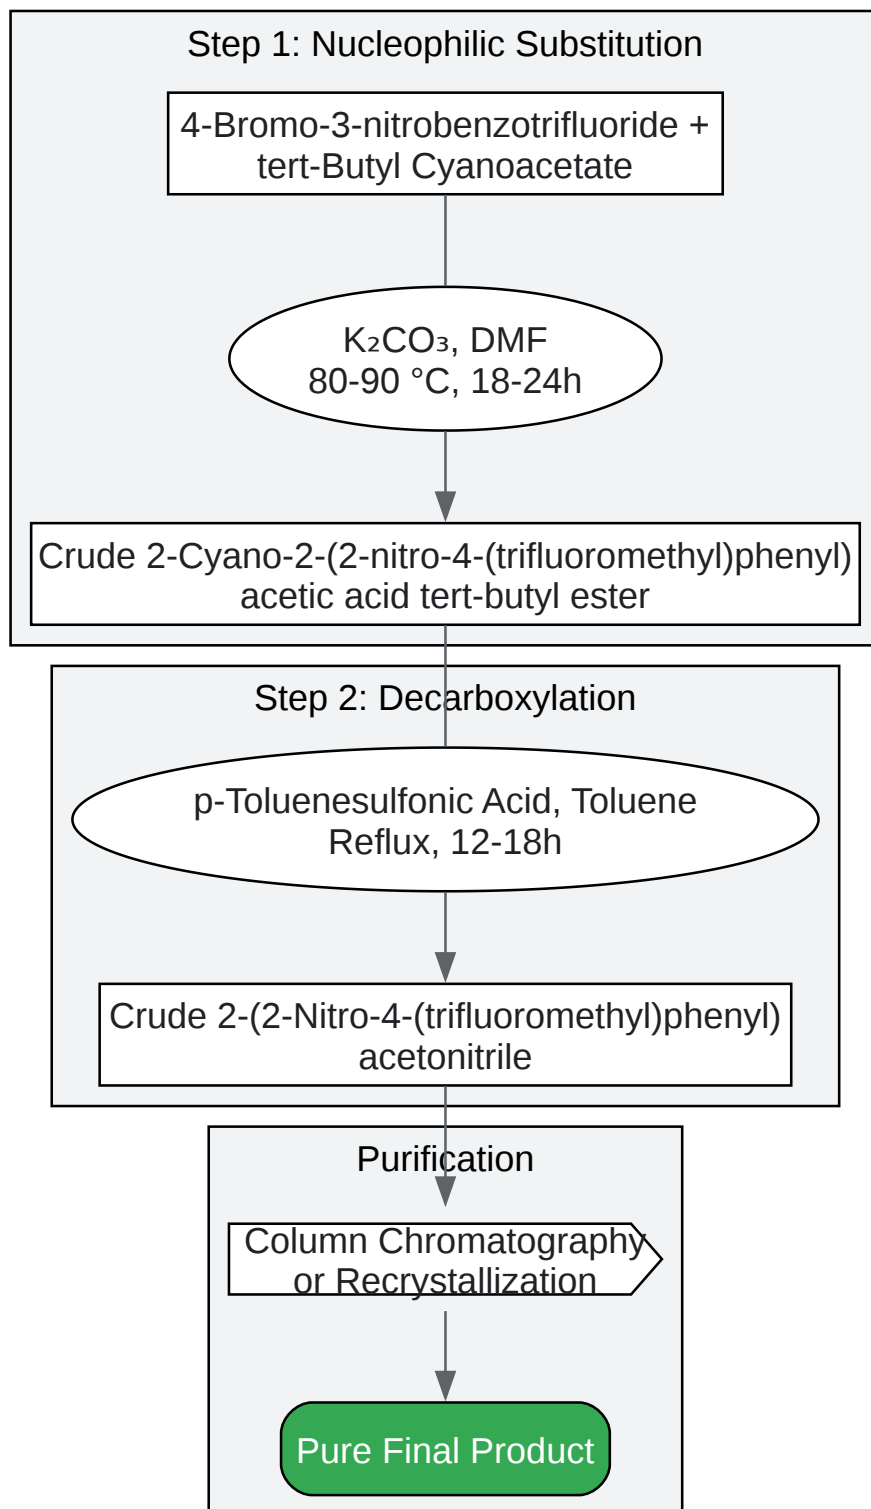 Step 1: Nucleophilic Substitution
4-Bromo-3-nitrobenzotrifluoride +
tert-Butyl Cyanoacetate
K₂CO₃, DMF
80-90 °C, 18-24h
Crude 2-Cyano-2-(2-nitro-4-(trifluoromethyl)phenyl)
acetic acid tert-butyl ester
Step 2: Decarboxylation
p-Toluenesulfonic Acid, Toluene
Reflux, 12-18h
Crude 2-(2-Nitro-4-(trifluoromethyl)phenyl)
acetonitrile
Purification
Column Chromatography
or Recrystallization
Pure Final Product